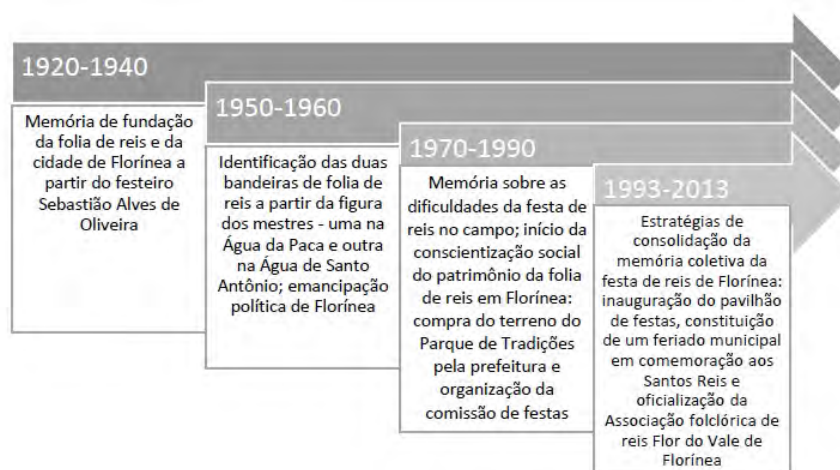 1920-1940
Memória de fundação
da folia de reis e da
cidade de Florínea a
partir do festeiro
Sebastião Alves de
Oliveira
1950-1960
Identificação das duas
bandeiras de folia de
reis a partir da figura
dos mestres - uma na
Água da Paca e outra
na Água de Santo
Antônio; emancipação
política de Florínea
1970-1990
Memória sobre as
dificuldades da festa de
reis no campo; início da
conscientização social
do patrimônio da folia
de reis em Florínea:
compra do terreno do
Parque de Tradições
pela prefeitura e
organização da
comissão de festas
1993-2013
Estratégias de
consolidação da
memória coletiva da
festa de reis de Florínea:
inauguração do pavilhão
de festas, constituição
de um feriado municipal
em comemoração aos
Santos Reis e
oficialização da
Associação folclórica de
reis Flor do Vale de
Florínea